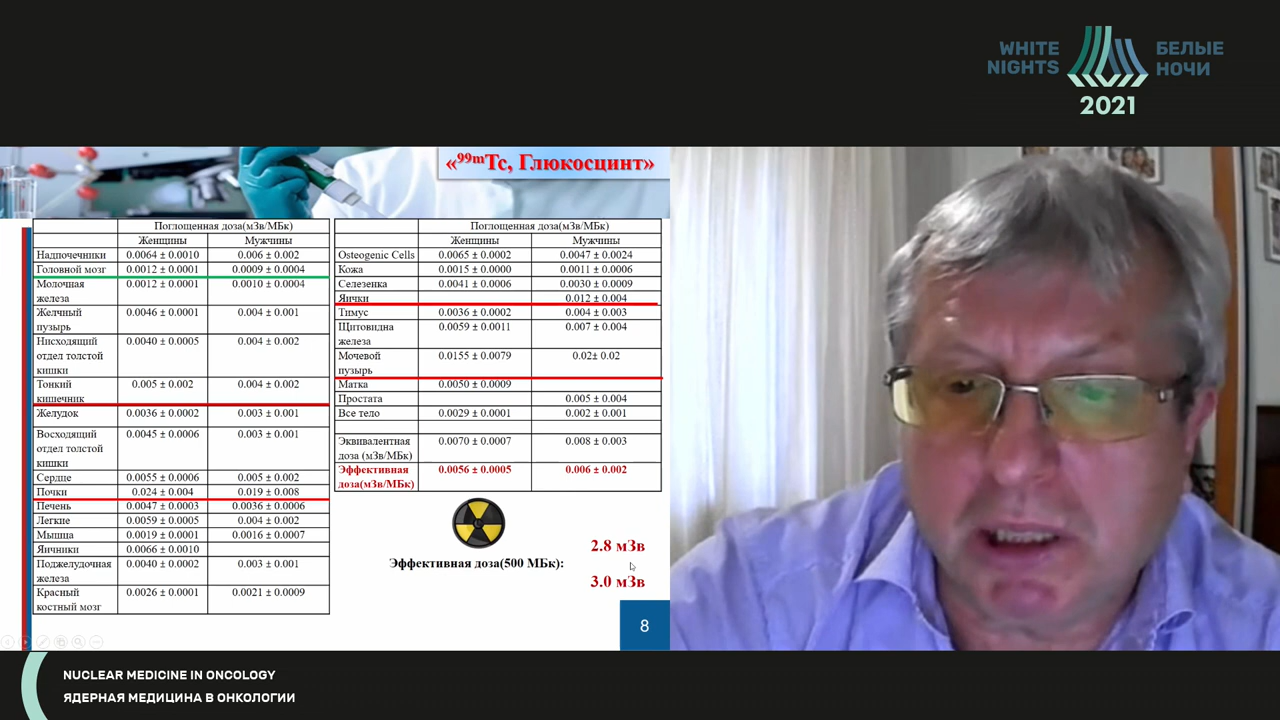 WHITE NIGHTS
БЕЛЫЕ НОЧИ
2021
«⁹⁹ᵐTc, Глюкосцинт»
Поглощенная доза(мЗв/МБк)
Женщины Мужчины
Надпочечники 0.0064 ± 0.0010 0.006 ± 0.002
Головной мозг 0.0012 ± 0.0001 0.0009 ± 0.0004
Молочная железа 0.0012 ± 0.0001 0.0010 ± 0.0004
Желчный пузырь 0.0046 ± 0.0001 0.004 ± 0.001
Нисходящий отдел толстой кишки 0.0040 ± 0.0005 0.004 ± 0.002
Тонкий кишечник 0.005 ± 0.002 0.004 ± 0.002
Желудок 0.0036 ± 0.0002 0.003 ± 0.001
Восходящий отдел толстой кишки 0.0045 ± 0.0006 0.003 ± 0.001
Сердце 0.0055 ± 0.0006 0.005 ± 0.002
Почки 0.024 ± 0.004 0.019 ± 0.008
Печень 0.0047 ± 0.0003 0.0036 ± 0.0006
Легкие 0.0059 ± 0.0005 0.004 ± 0.002
Мышца 0.0019 ± 0.0001 0.0016 ± 0.0007
Яичники 0.0066 ± 0.0010
Поджелудочная железа 0.0040 ± 0.0002 0.003 ± 0.001
Красный костный мозг 0.0026 ± 0.0001 0.0021 ± 0.0009
Поглощенная доза(мЗв/МБк)
Женщины Мужчины
Osteogenic Cells 0.0065 ± 0.0002 0.0047 ± 0.0024
Кожа 0.0015 ± 0.0000 0.0011 ± 0.0006
Селезенка 0.0041 ± 0.0006 0.0030 ± 0.0009
Яички 0.012 ± 0.004
Тимус 0.0036 ± 0.0002 0.004 ± 0.003
Щитовидна железа 0.0059 ± 0.0011 0.007 ± 0.004
Мочевой пузырь 0.0155 ± 0.0079 0.02± 0.02
Матка 0.0050 ± 0.0009
Простата 0.005 ± 0.004
Все тело 0.0029 ± 0.0001 0.002 ± 0.001
Эквивалентная доза (мЗв/МБк) 0.0070 ± 0.0007 0.008 ± 0.003
Эффективная доза(мЗв/МБк) 0.0056 ± 0.0005 0.006 ± 0.002
2.8 мЗв
Эффективная доза(500 МБк):
3.0 мЗв
8
NUCLEAR MEDICINE IN ONCOLOGY
ЯДЕРНАЯ МЕДИЦИНА В ОНКОЛОГИИ